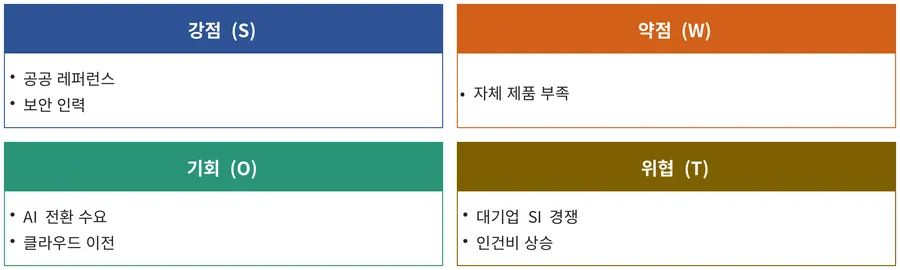 강점 (S)
• 공공 레퍼런스
• 보안 인력
약점 (W)
• 자체 제품 부족
기회 (O)
• AI 전환 수요
• 클라우드 이전
위협 (T)
• 대기업 SI 경쟁
• 인건비 상승